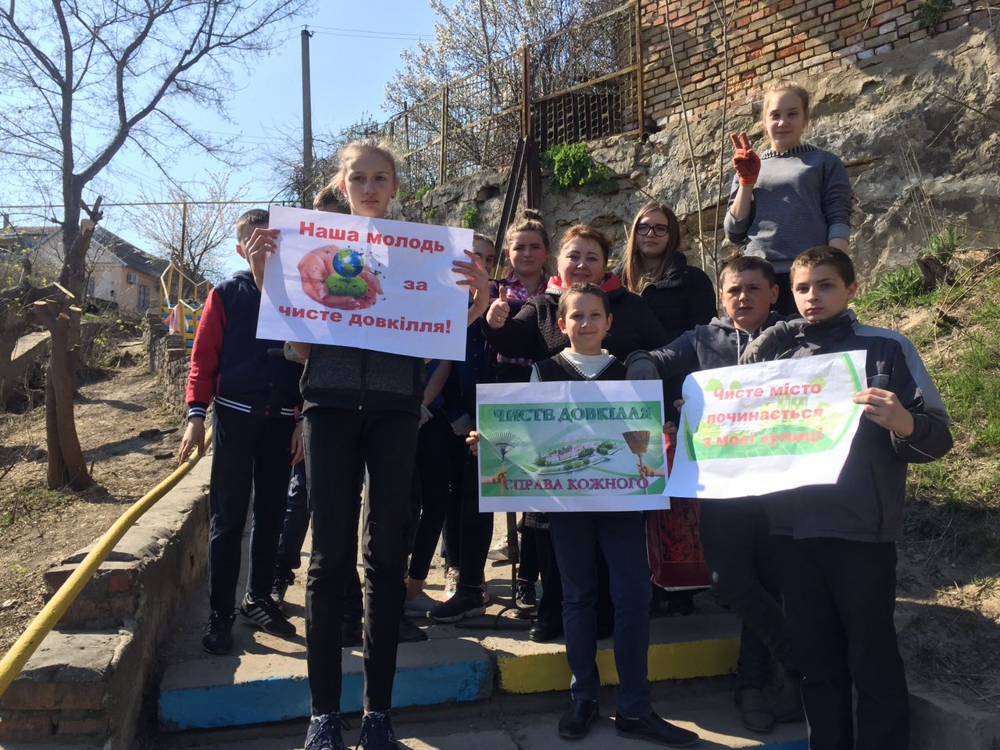 Наша молодь
за
чисте довкілля!
ЧИСТЕ ДОВКІЛЛЯ
СПРАВА КОЖНОГО
Чисте місто
починається
з моєї вулиці